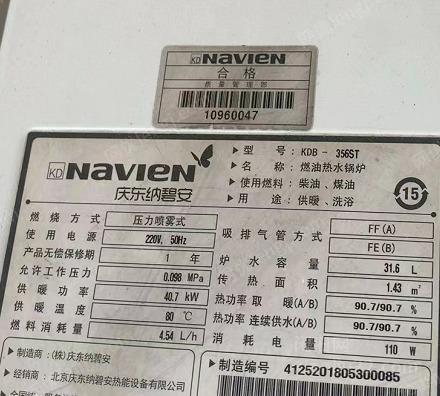 KD NAVIEN
合格
质量管理部
10960047
KD NAVIEN
庆东纳碧安
▶ 型 号: KDB - 356ST
▶ 名 称: 燃油热水锅炉
▶ 使用燃料: 柴油、煤油
▶ 用 途: 供暖、洗浴
15
燃烧方式 压力喷雾式
使用电源 220V, 50Hz
产品无偿保修期 1 年
允许工作压力 0.098 MPa
供暖功率 40.7 kW
供暖温度 80 ℃
燃料消耗量 4.54 L/h
吸排气管方式 FF(A)
FE(B)
炉水容量 31.6 L
传热面积 1.43 m²
热功率 取 暖(A/B) 90.7/90.7 %
热功率 连续供水(A/B) 90.7/90.7 %
消耗电量 110 W
▶ 制造商: (株)庆东纳碧安
▶ 经销商: 北京庆东纳碧安热能设备有限公司
▶ 制造编号 4125201805300085